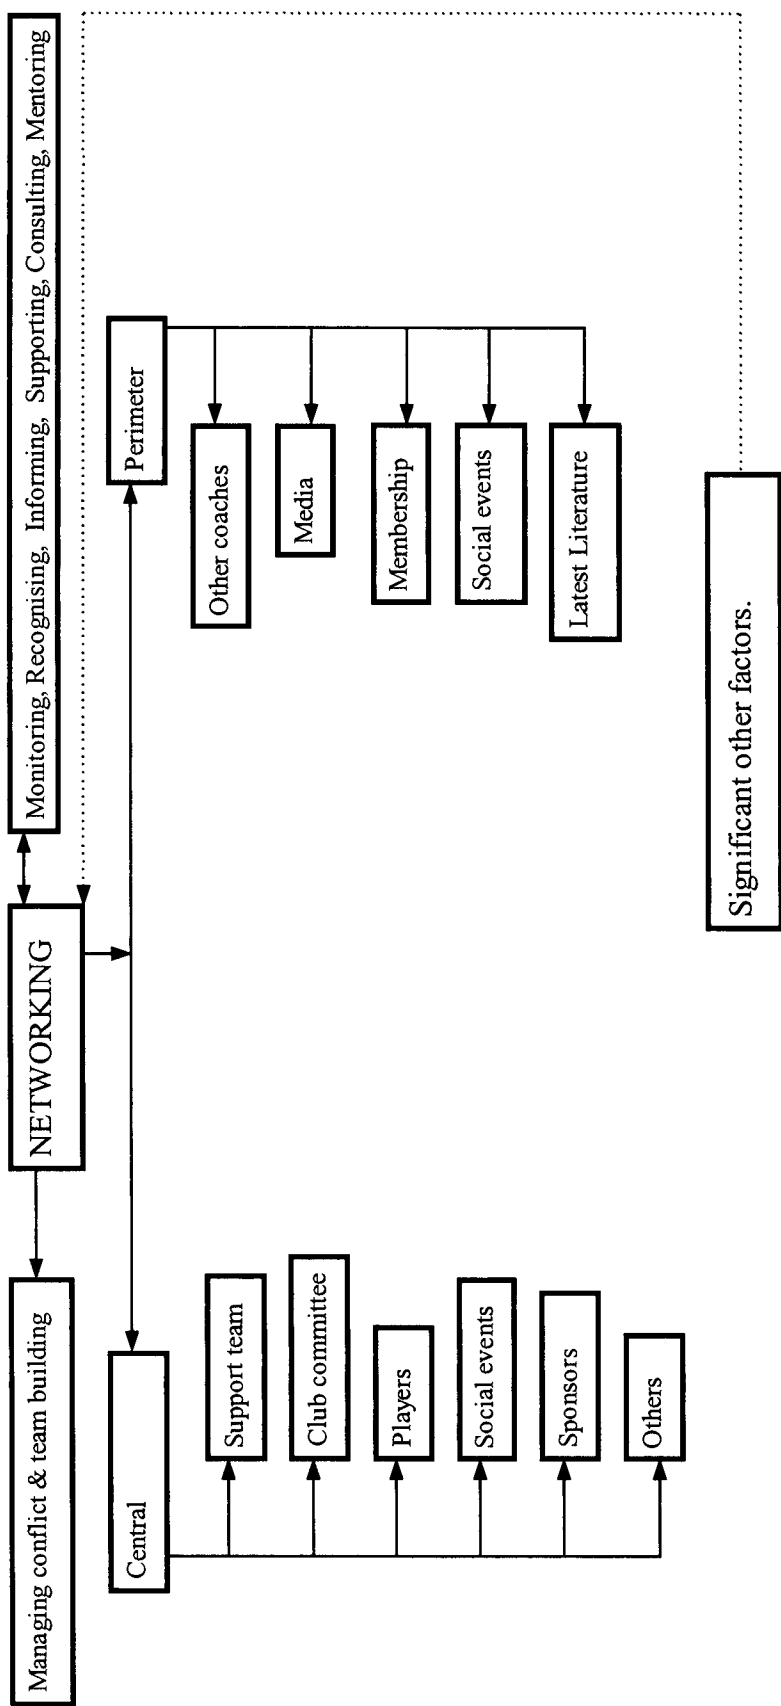 Managing conflict & team building
NETWORKING
Monitoring, Recognising, Informing, Supporting, Consulting, Mentoring
Central
Perimeter
Support team
Club committee
Players
Social events
Sponsors
Others
Other coaches
Media
Membership
Social events
Latest Literature
Significant other factors.